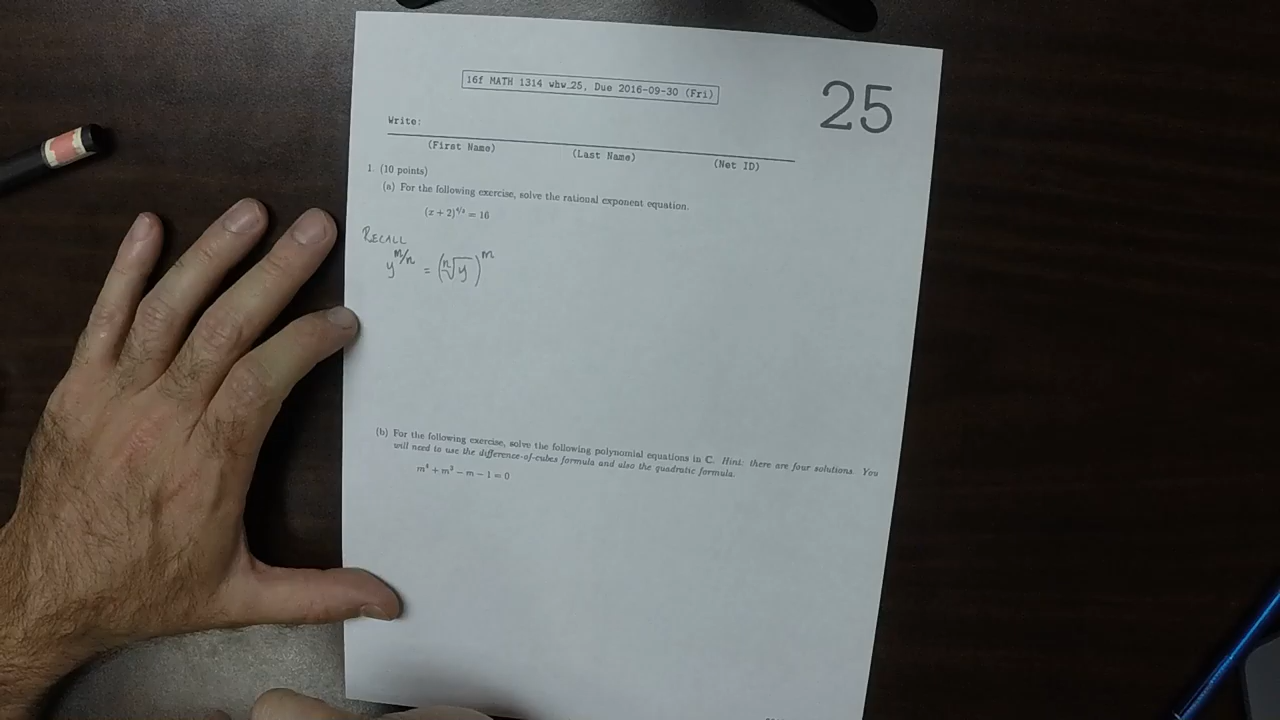 16f MATH 1314 whw_25, Due 2016-09-30 (Fri)
25
Write:
(First Name) (Last Name) (Net ID)
1. (10 points)
(a) For the following exercise, solve the rational exponent equation.
(x + 2)^{4/3} = 16
RECALL
y^{m/n} = (ⁿ√y)^m
(b) For the following exercise, solve the following polynomial equations in C. Hint: there are four solutions. You
will need to use the difference-of-cubes formula and also the quadratic formula.
m⁴ + m³ − m − 1 = 0